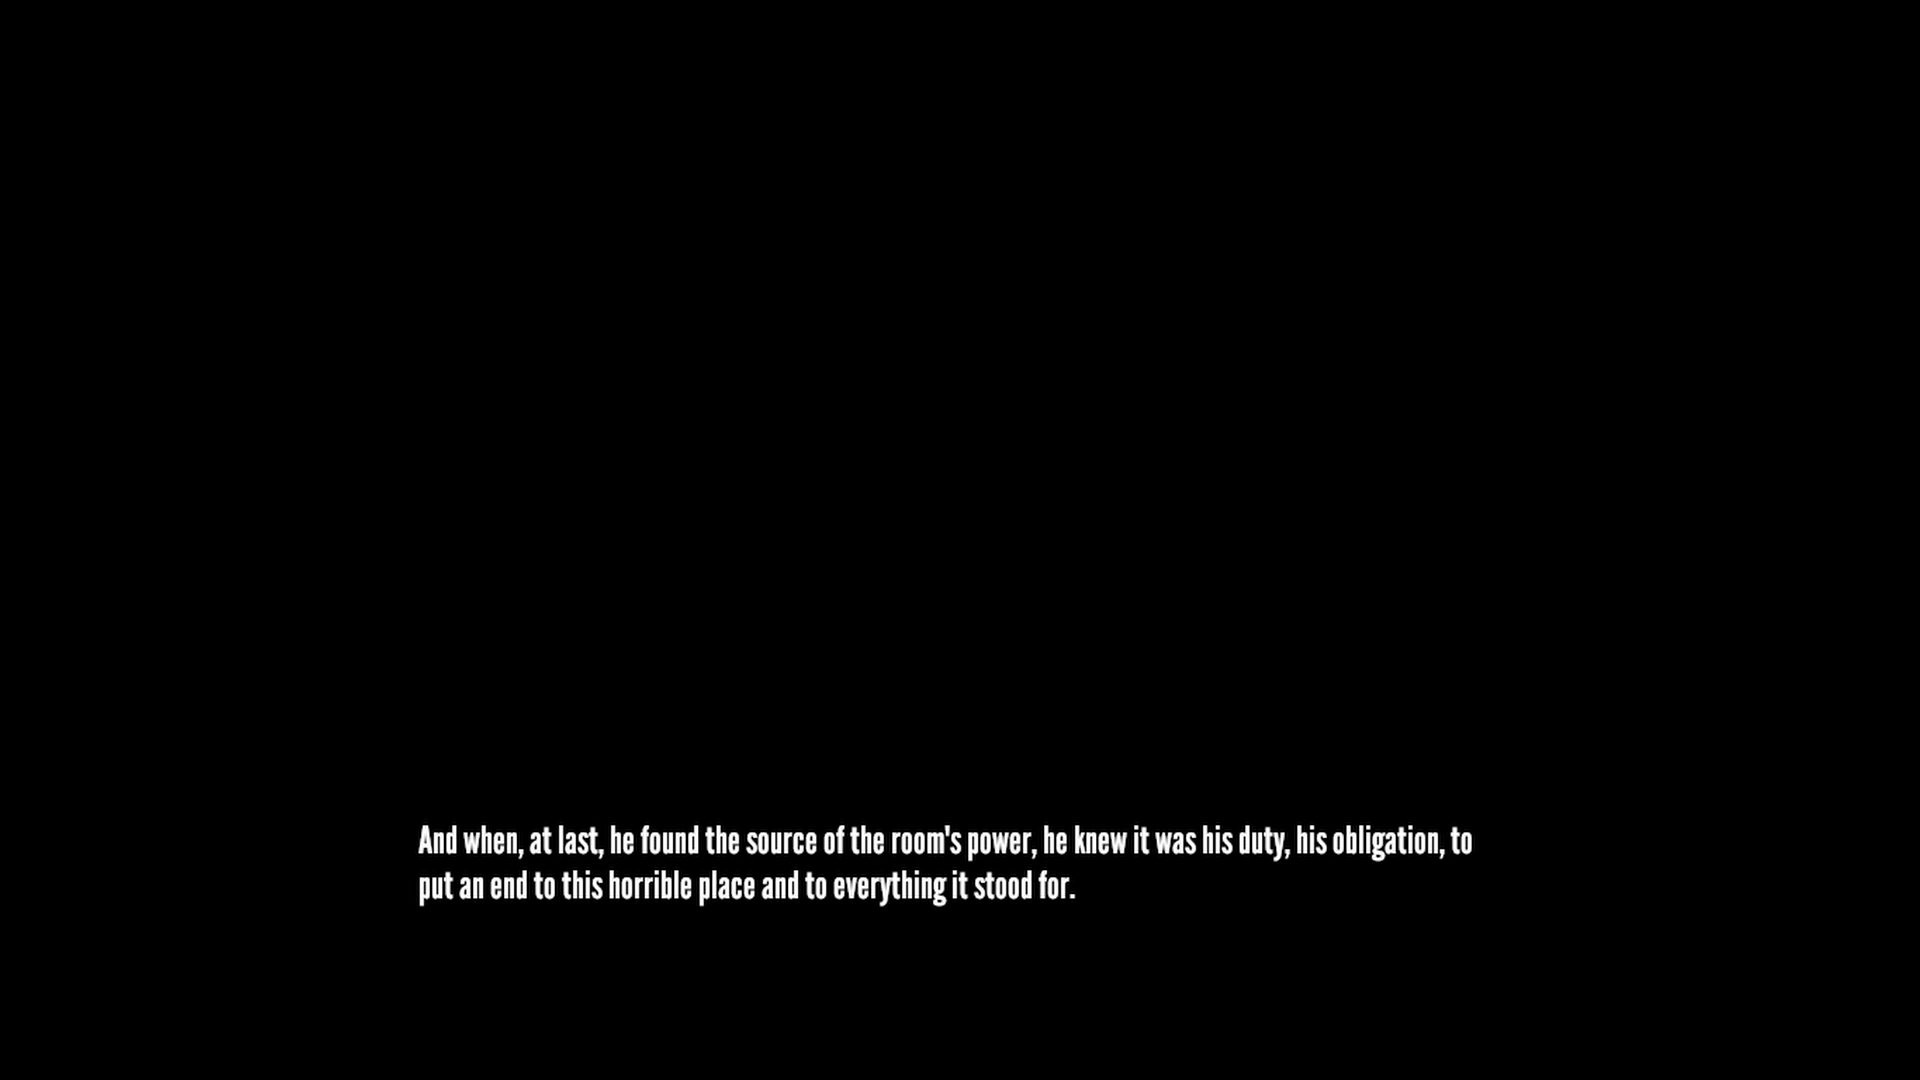 And when, at last, he found the source of the room's power, he knew it was his duty, his obligation, to
put an end to this horrible place and to everything it stood for.